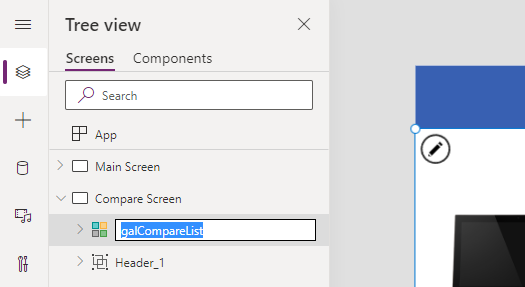 Tree view
Screens Components
Search
App
Main Screen
Compare Screen
galCompareList
Header_1